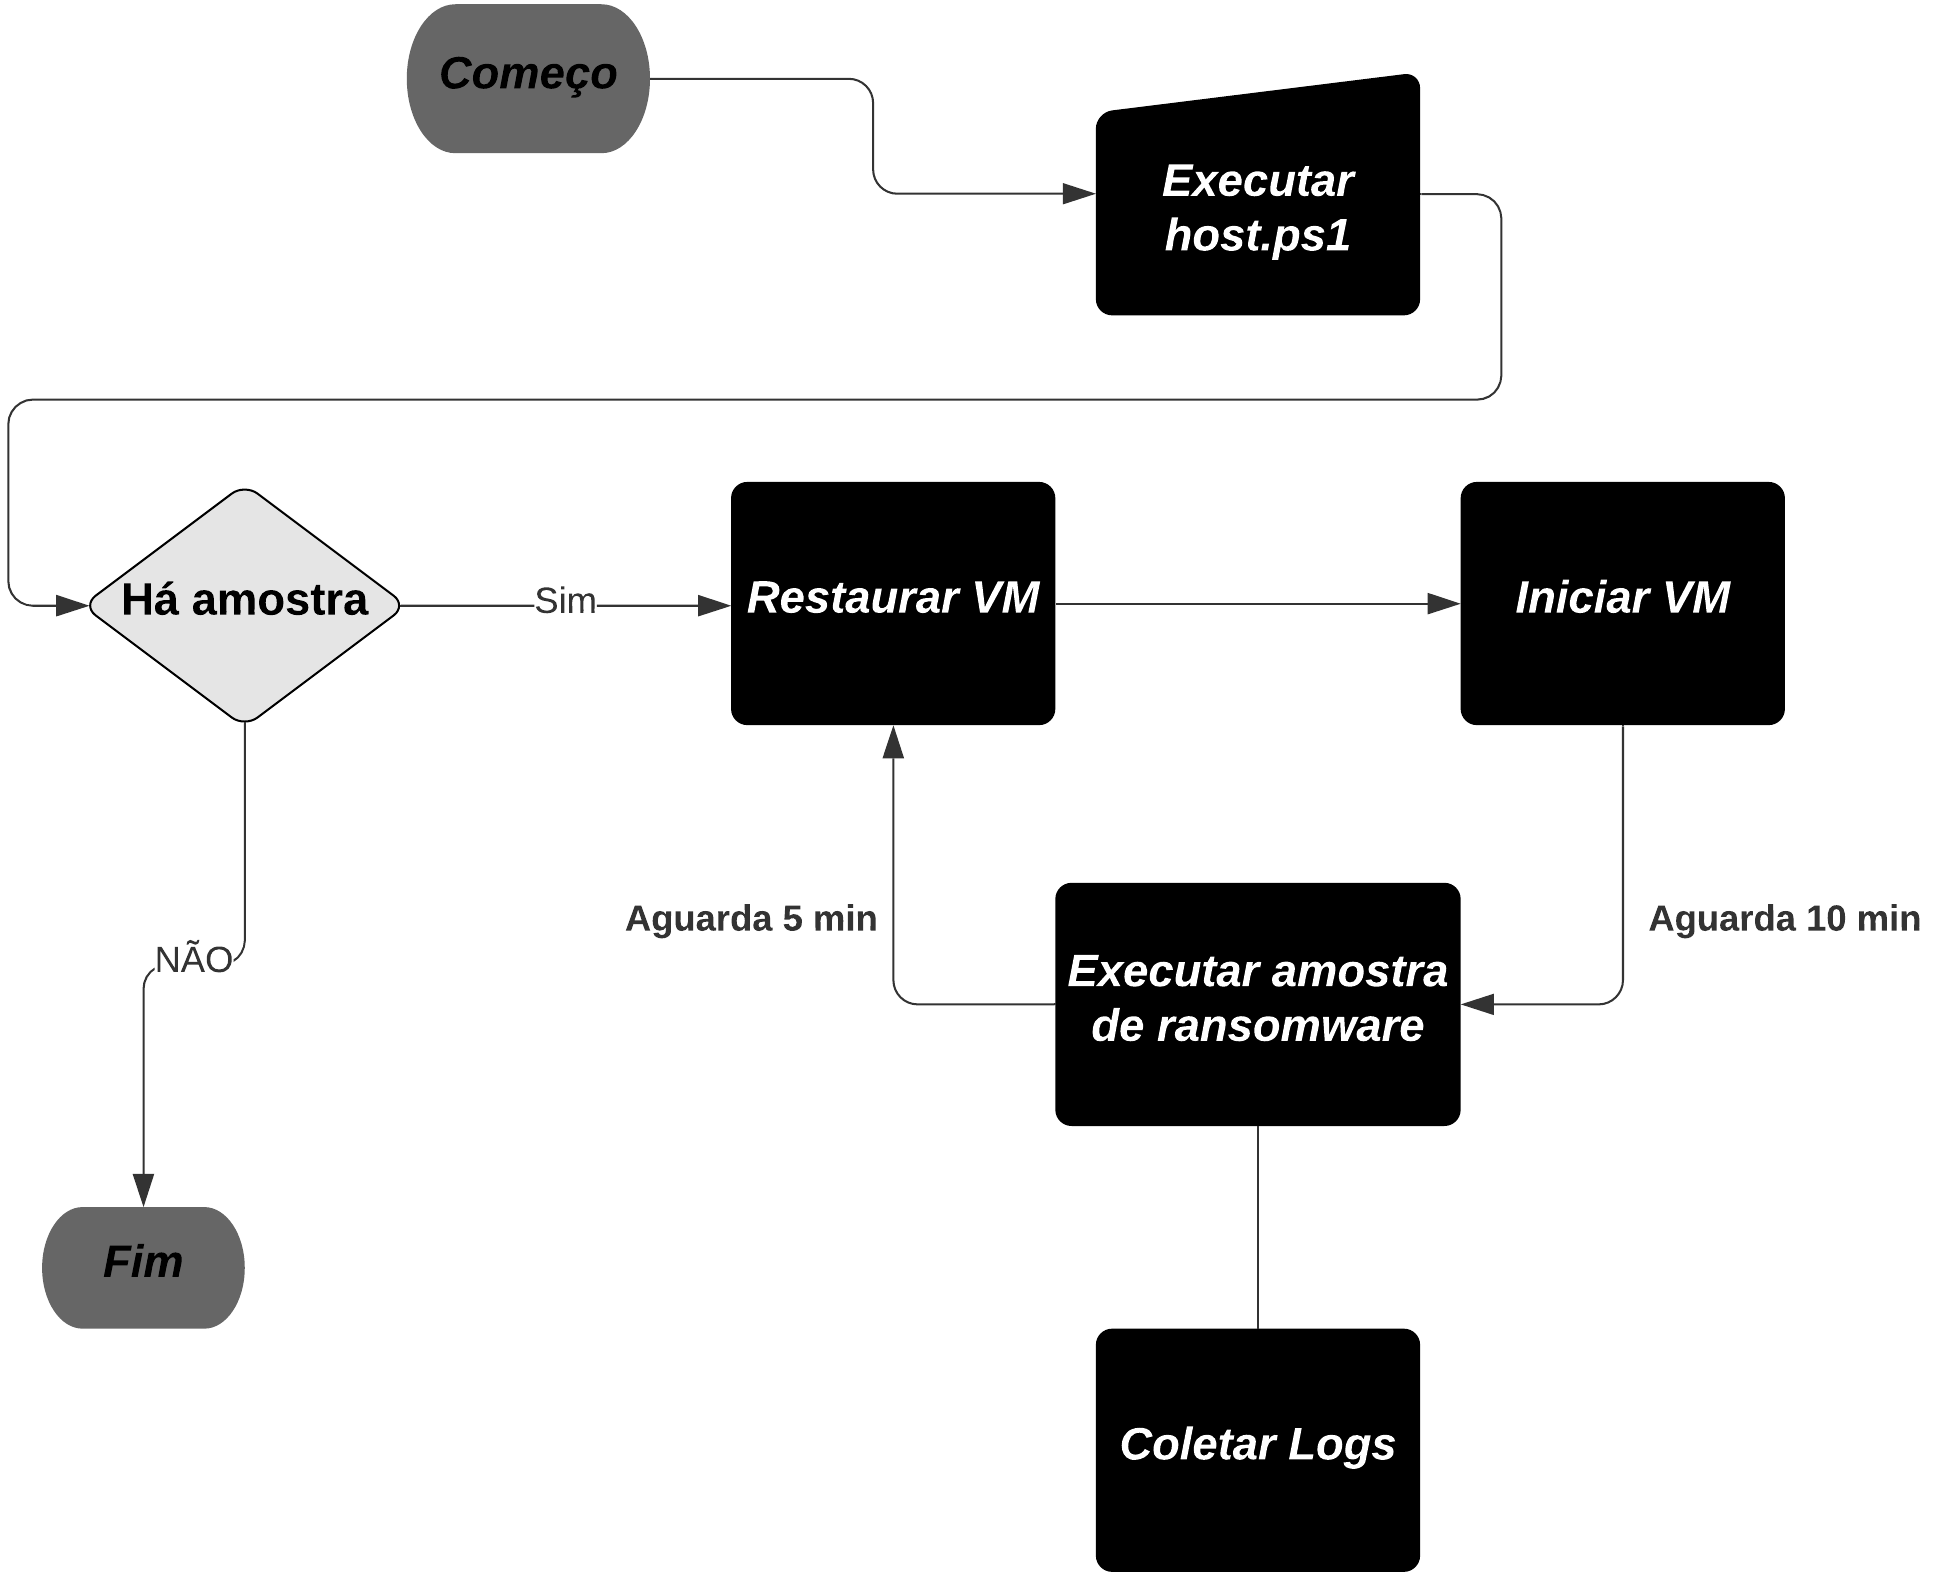 Começo
Executar
host.ps1
Há amostra
Sim
Restaurar VM
Iniciar VM
Aguarda 5 min
Aguarda 10 min
NÃO
Executar amostra
de ransomware
Fim
Coletar Logs